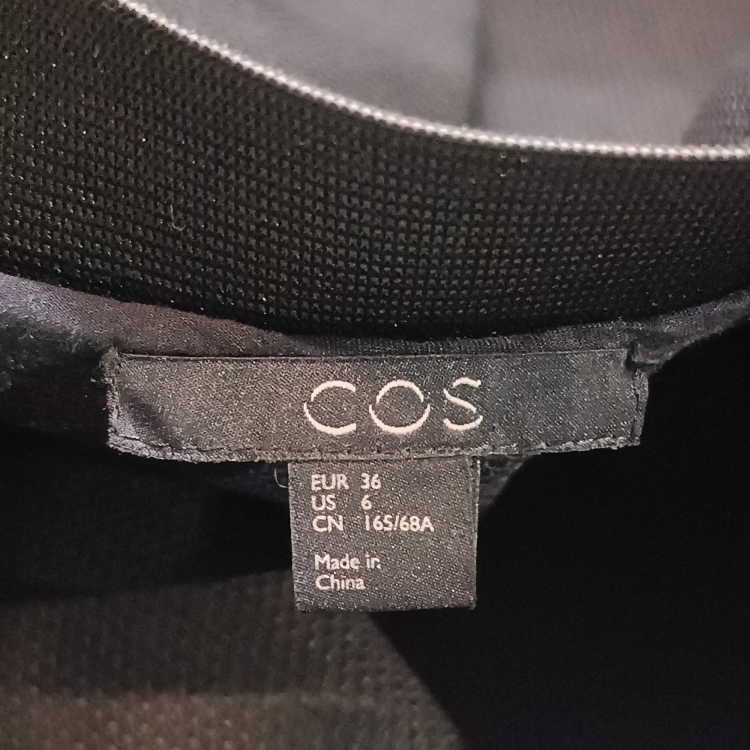 COS
EUR 36
US 6
CN 165/68A
Made in
China